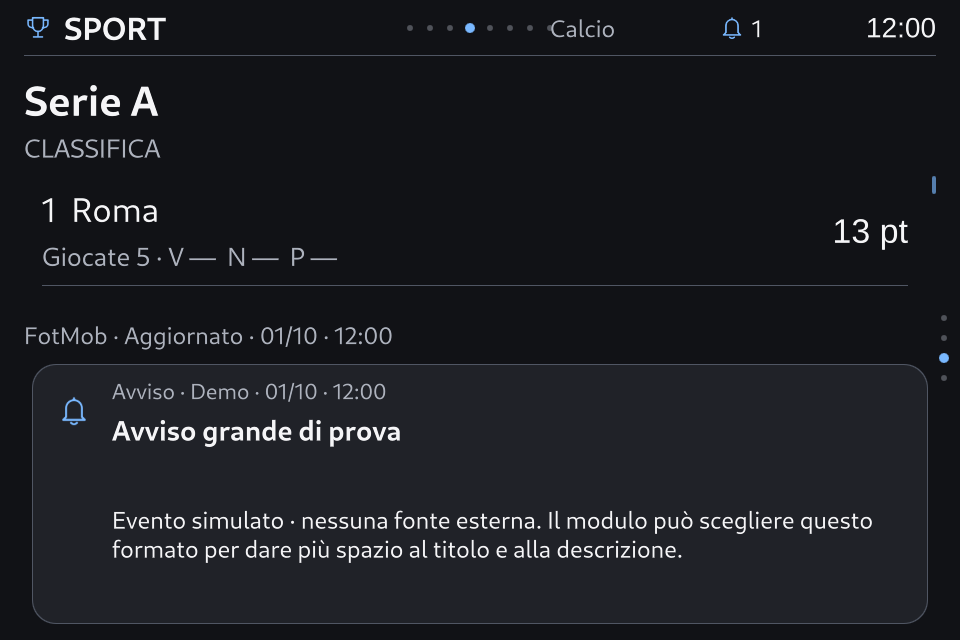 SPORT
Calcio
1
12:00
Serie A
CLASSIFICA
1 Roma
13 pt
Giocate 5 · V — N — P —
FotMob · Aggiornato · 01/10 · 12:00
Avviso · Demo · 01/10 · 12:00
Avviso grande di prova
Evento simulato · nessuna fonte esterna. Il modulo può scegliere questo
formato per dare più spazio al titolo e alla descrizione.